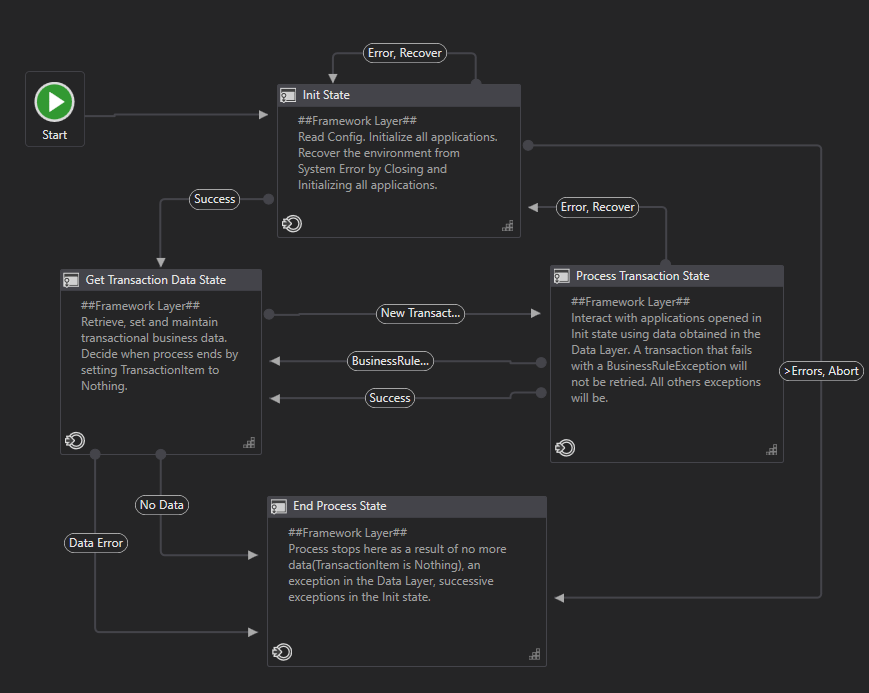 Error, Recover
Init State
Start
##Framework Layer##
Read Config. Initialize all applications.
Recover the environment from
System Error by Closing and
Initializing all applications.
Success
Error, Recover
Get Transaction Data State
##Framework Layer##
Retrieve, set and maintain
transactional business data.
Decide when process ends by
setting TransactionItem to
Nothing.
New Transact...
BusinessRule...
Success
Process Transaction State
##Framework Layer##
Interact with applications opened in
Init state using data obtained in the
Data Layer. A transaction that fails
with a BusinessRuleException will
not be retried. All others exceptions
will be.
>Errors, Abort
No Data
Data Error
End Process State
##Framework Layer##
Process stops here as a result of no more
data(TransactionItem is Nothing), an
exception in the Data Layer, successive
exceptions in the Init state.